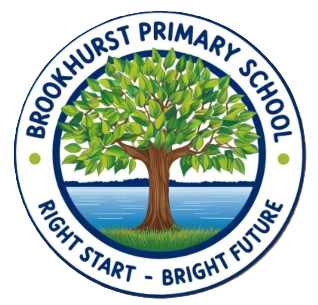 BROOKHURST PRIMARY SCHOOL
RIGHT START - BRIGHT FUTURE